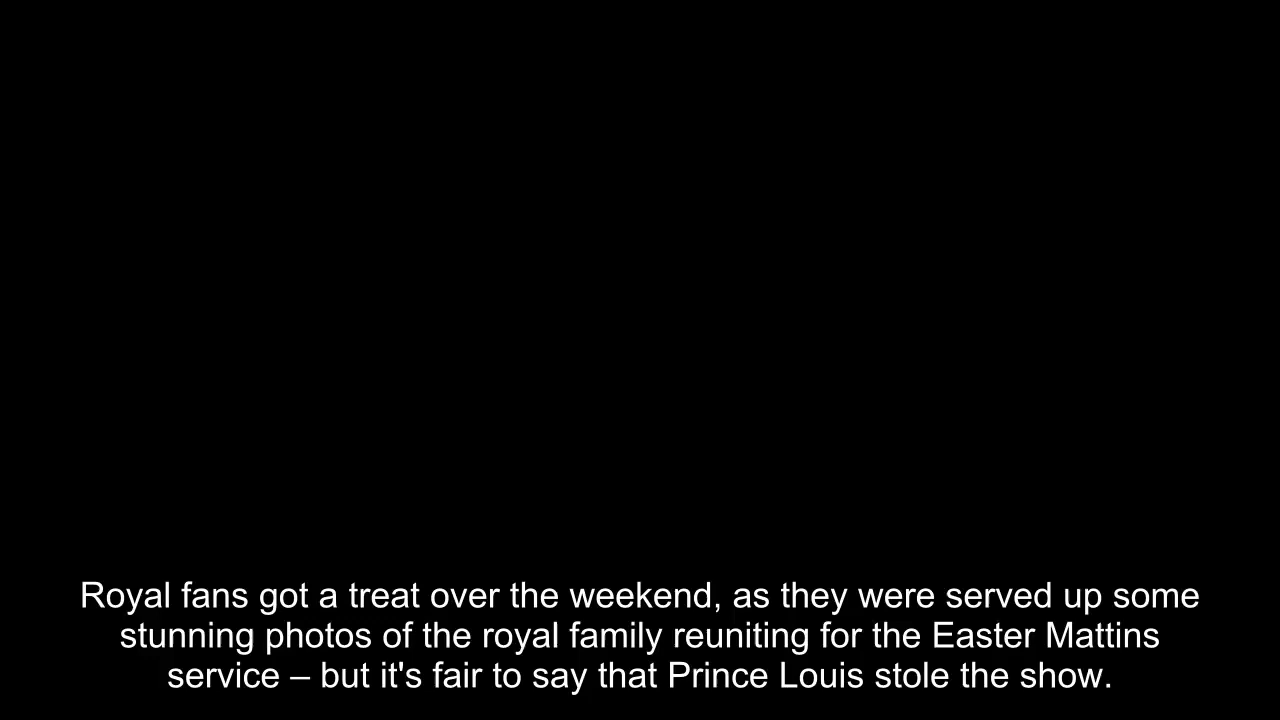 Royal fans got a treat over the weekend, as they were served up some
stunning photos of the royal family reuniting for the Easter Mattins
service – but it's fair to say that Prince Louis stole the show.